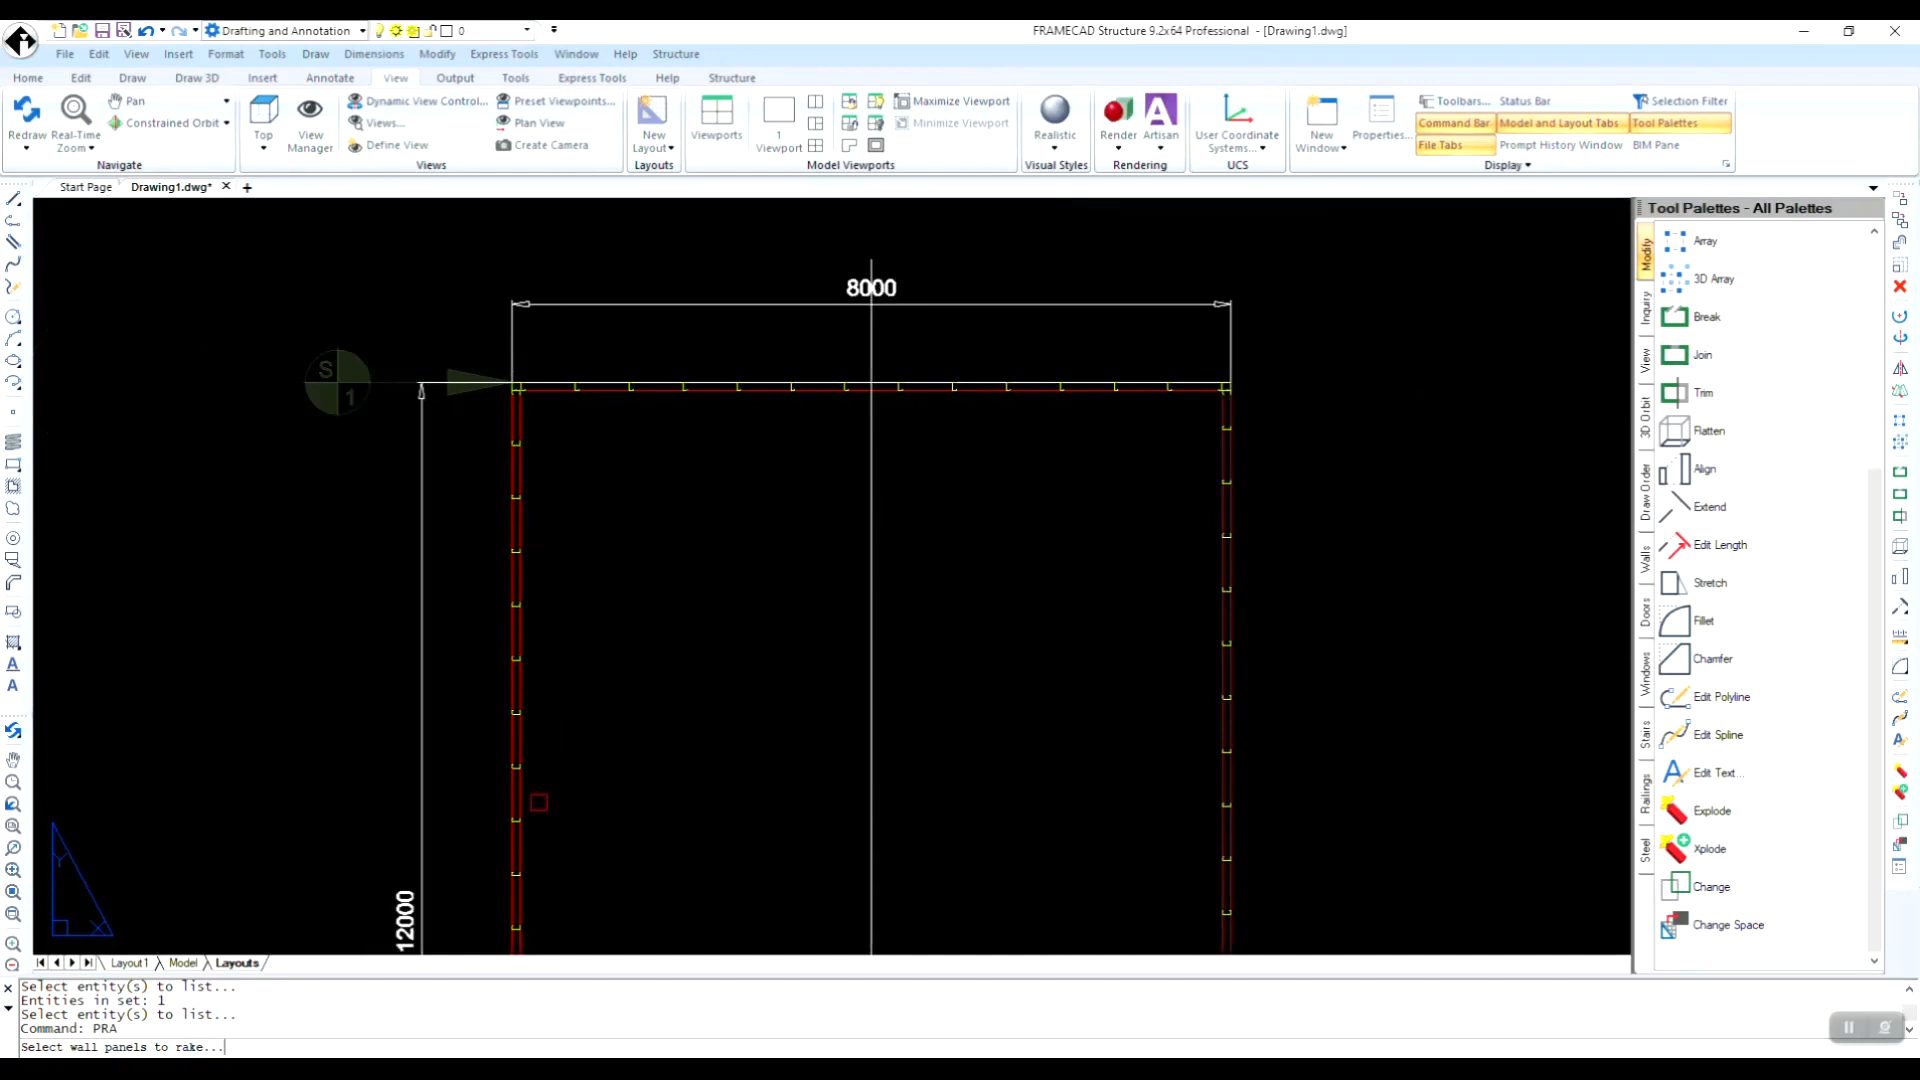 Drafting and Annotation
0
FRAMECAD Structure 9.2x64 Professional - [Drawing1.dwg]
File Edit View Insert Format Tools Draw Dimensions Modify Express Tools Window Help Structure
Home Edit Draw Draw 3D Insert Annotate View Output Tools Express Tools Help Structure
Redraw
Real-Time Zoom
Pan
Constrained Orbit
Navigate
Top
View Manager
Dynamic View Control...
Views...
Define View
Preset Viewpoints...
Plan View
Create Camera
Views
New Layout
Layouts
Viewports
1 Viewport
Maximize Viewport
Minimize Viewport
Model Viewports
Realistic
Visual Styles
Render
Artisan
Rendering
User Coordinate Systems...
UCS
New Window
Properties...
Toolbars...
Status Bar
Selection Filter
Command Bar
Model and Layout Tabs
Tool Palettes
File Tabs
Prompt History Window
BIM Pane
Display
Start Page
Drawing1.dwg*
8000
S
1
12000
Y
X
Tool Palettes - All Palettes
Modify
Inquiry
View
3D Orbit
Draw Order
Walls
Doors
Windows
Stairs
Railings
Steel
Array
3D Array
Break
Join
Trim
Flatten
Align
Extend
Edit Length
Stretch
Fillet
Chamfer
Edit Polyline
Edit Spline
Edit Text...
Explode
Xplode
Change
Change Space
Layout1
Model
Layouts
Select entity(s) to list...
Entities in set: 1
Select entity(s) to list...
Command: PRA
Select wall panels to rake...